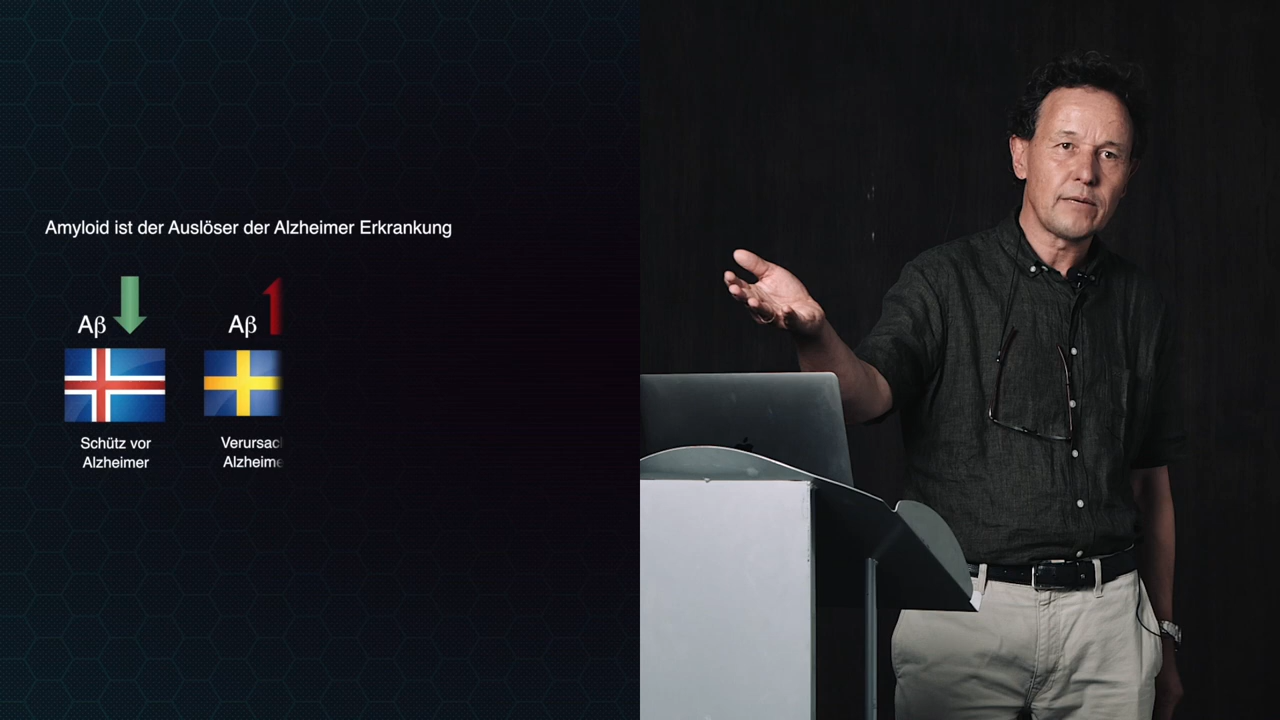 Amyloid ist der Auslöser der Alzheimer Erkrankung
Aβ
Aβ
Schütz vor
Alzheimer